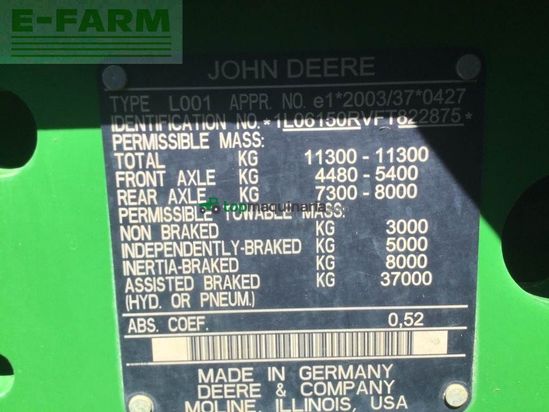 E-FARM
JOHN DEERE
TYPE L001 APPR. NO. e1*2003/37*0427
IDENTIFICATION NO.*1L06150RVFT822875*
PERMISSIBLE MASS:
TOTAL KG 11300 - 11300
FRONT AXLE KG 4480 - 5400
REAR AXLE KG 7300 - 8000
topmaquinaria
PERMISSIBLE TOWABLE MASS:
NON BRAKED KG 3000
INDEPENDENTLY-BRAKED KG 5000
INERTIA-BRAKED KG 8000
ASSISTED BRAKED KG 37000
(HYD. OR PNEUM.)
ABS. COEF. 0,52
MADE IN GERMANY
DEERE & COMPANY
MOLINE, ILLINOIS, USA